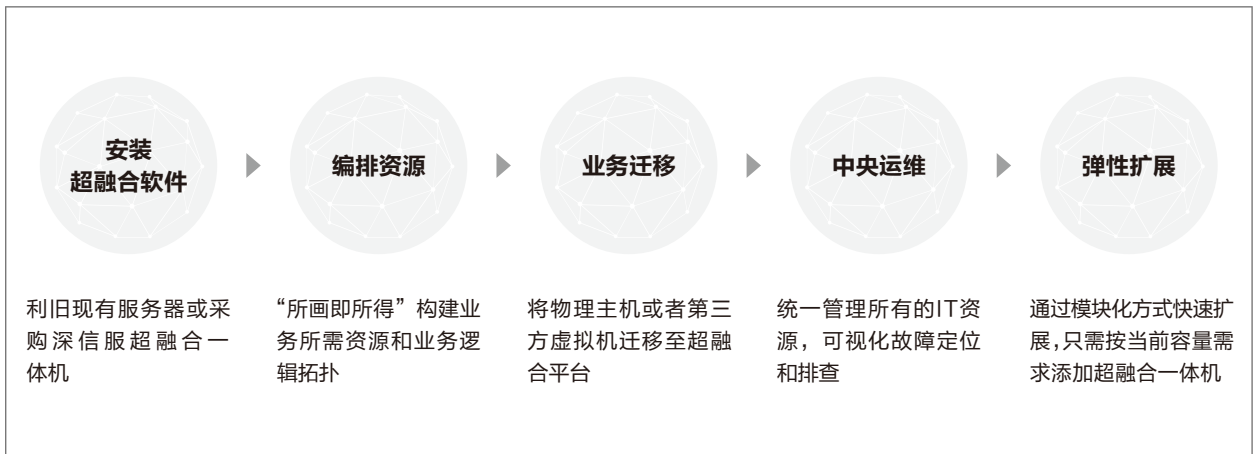 安装
超融合软件
编排资源
业务迁移
中央运维
弹性扩展
利旧现有服务器或采
购深信服超融合一
体机
“所画即所得”构建业
务所需资源和业务逻
辑拓扑
将物理主机或者第三
方虚拟机迁移至超融
合平台
统一管理所有的IT资
源，可视化故障定位
和排查
通过模块化方式快速扩
展，只需按当前容量需
求添加超融合一体机